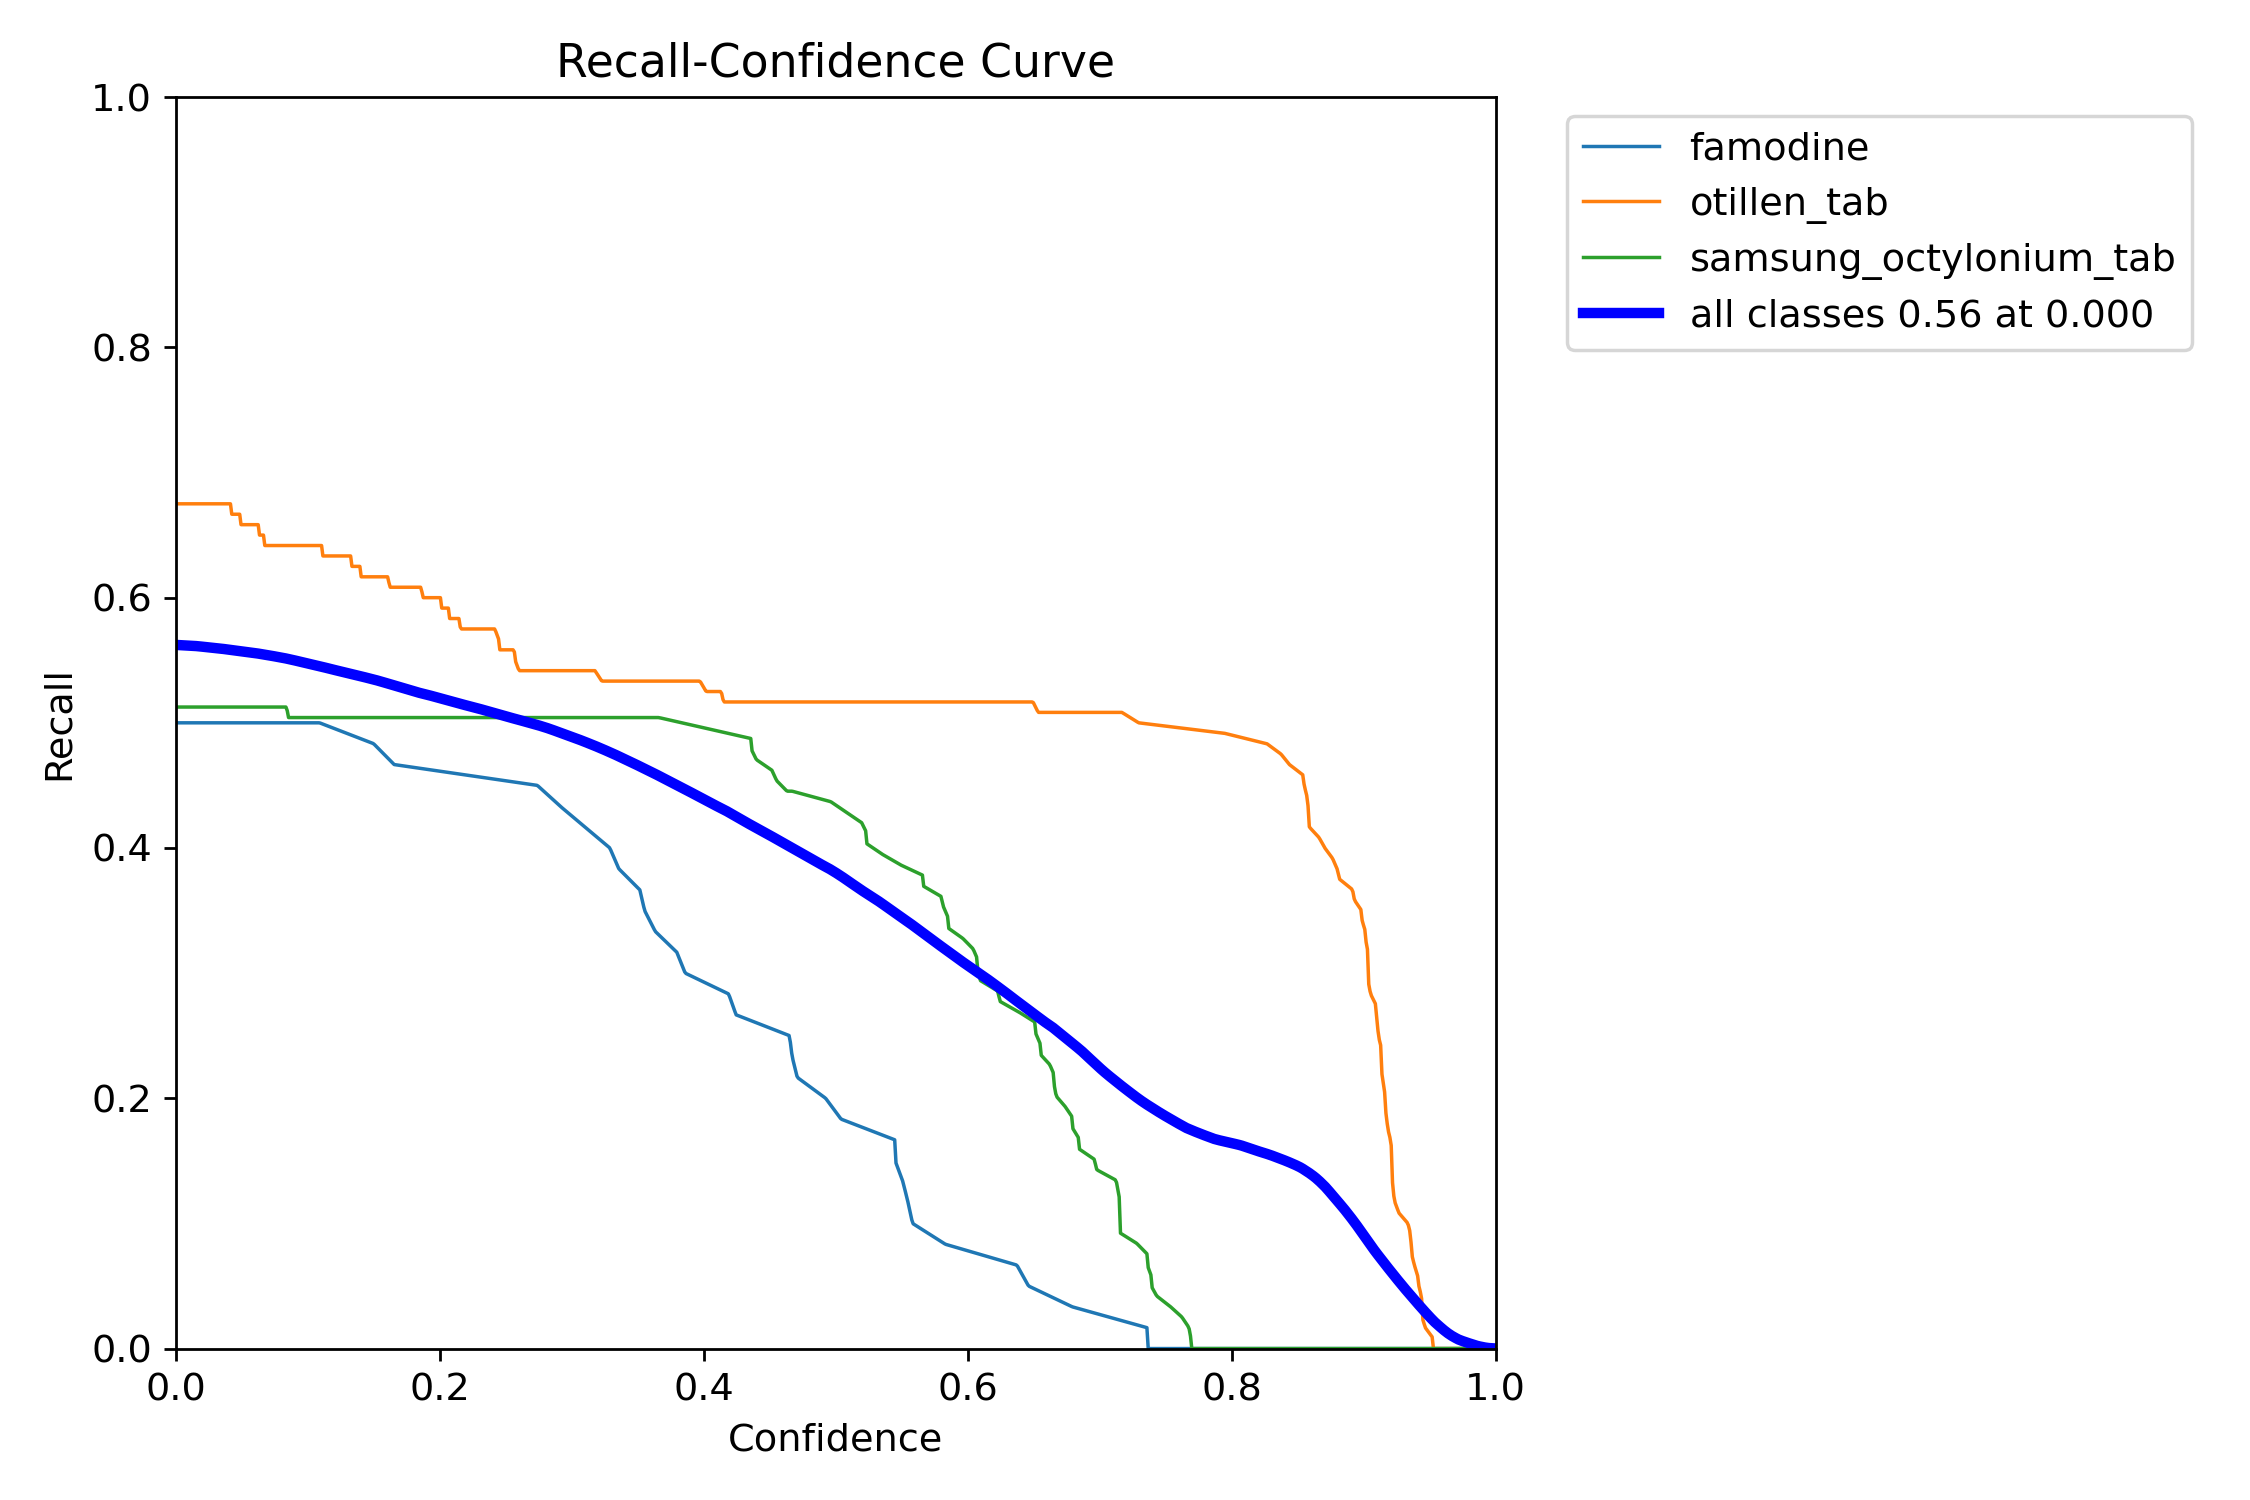 Recall-Confidence Curve
1.0
0.8
0.6
0.4
0.2
0.0
Recall
0.0 0.2 0.4 0.6 0.8 1.0
Confidence
famodine
otillen_tab
samsung_octylonium_tab
all classes 0.56 at 0.000